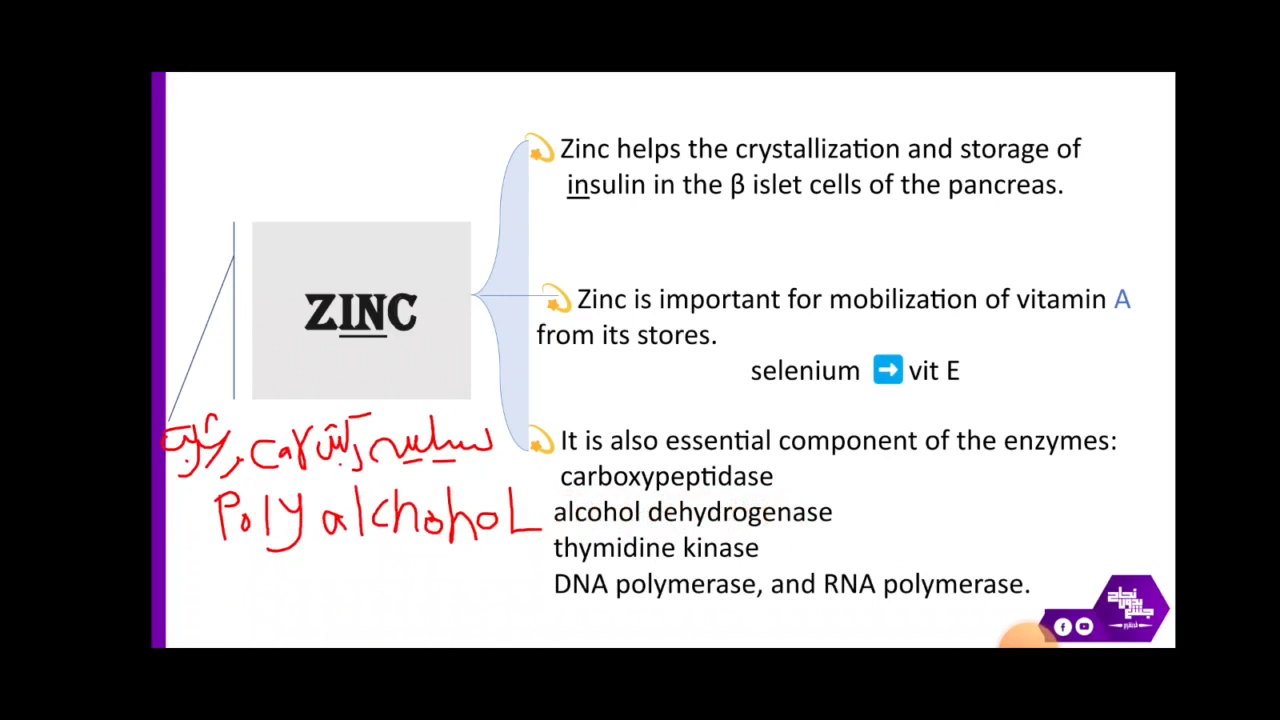 Zinc helps the crystallization and storage of
insulin in the β islet cells of the pancreas.
ZINC
Zinc is important for mobilization of vitamin A
from its stores.
selenium ➡ vit E
It is also essential component of the enzymes:
carboxypeptidase
alcohol dehydrogenase
thymidine kinase
DNA polymerase, and RNA polymerase.
car
Poly alchohol